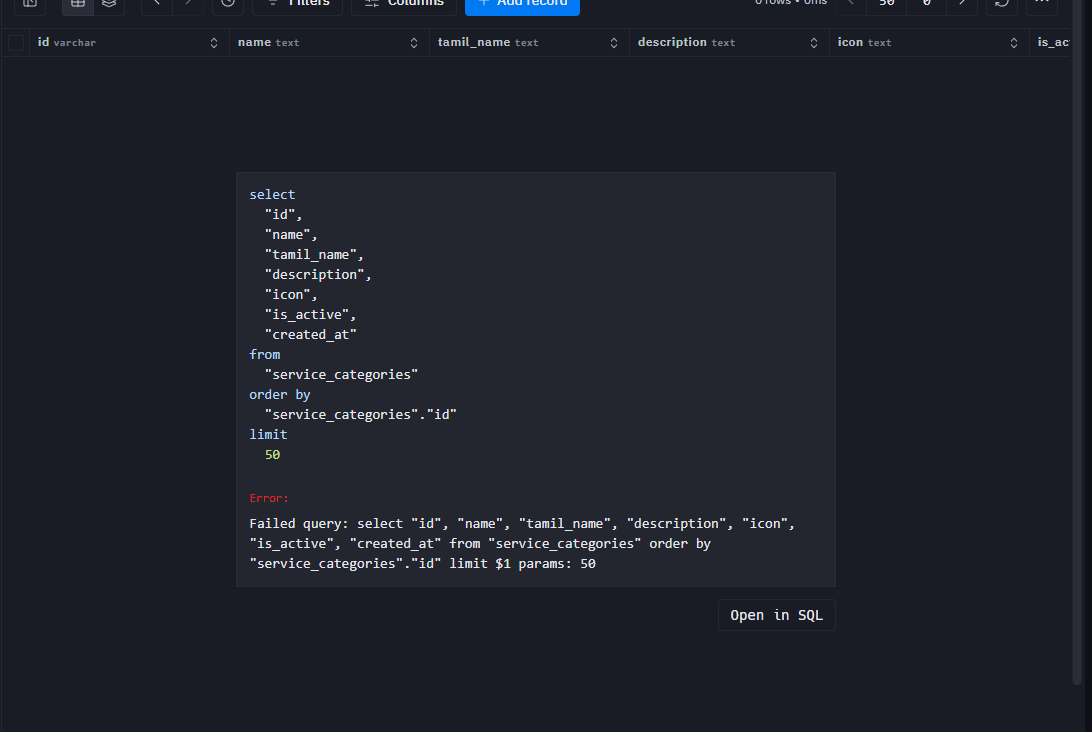 Filters
Columns
Add record
0 rows • 0ms
50
0
id varchar
name text
tamil_name text
description text
icon text
is_ac
select
"id",
"name",
"tamil_name",
"description",
"icon",
"is_active",
"created_at"
from
"service_categories"
order by
"service_categories"."id"
limit
50
Error:
Failed query: select "id", "name", "tamil_name", "description", "icon",
"is_active", "created_at" from "service_categories" order by
"service_categories"."id" limit $1 params: 50
Open in SQL